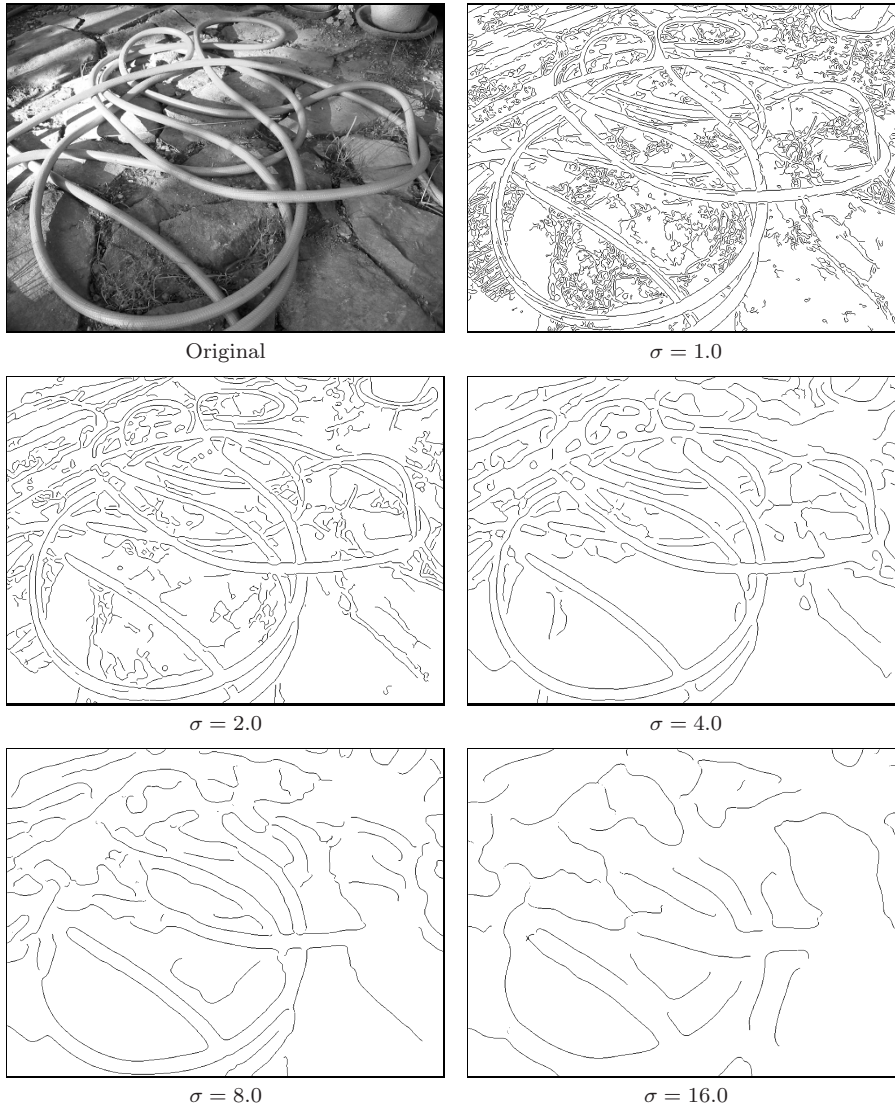 Original
σ = 1.0
σ = 2.0
σ = 4.0
σ = 8.0
σ = 16.0